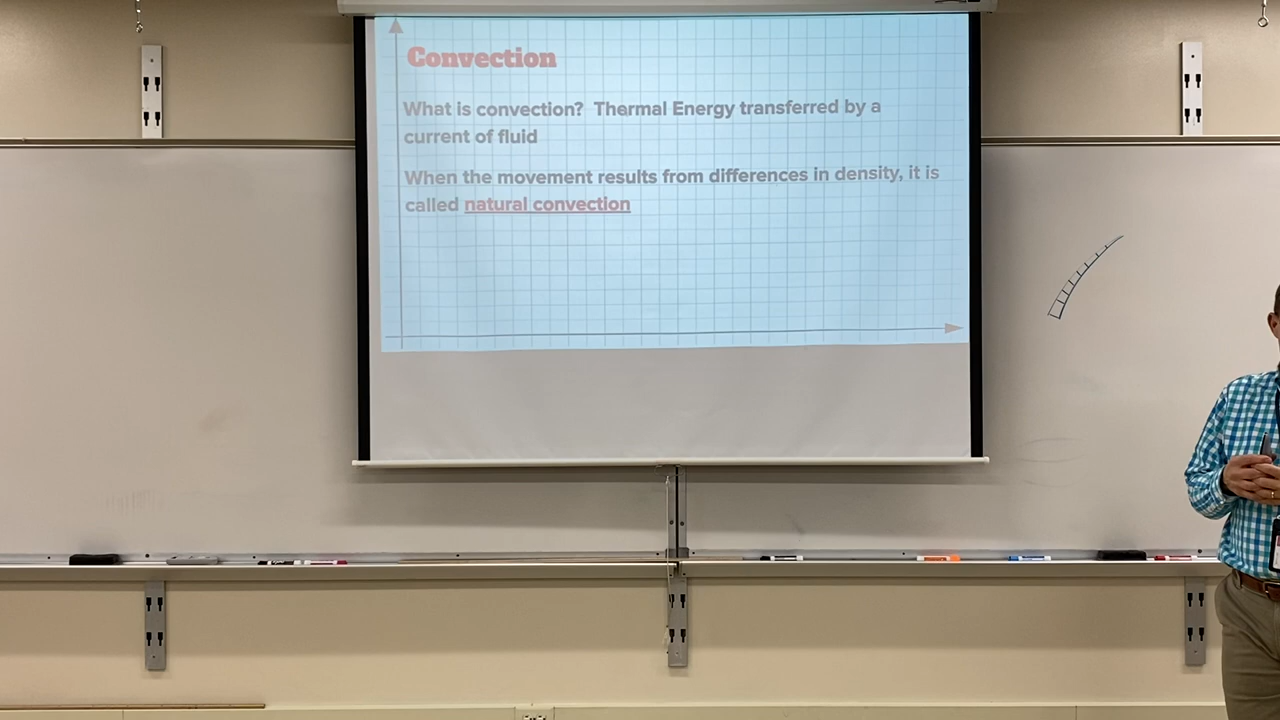 Convection
What is convection?  Thermal Energy transferred by a
current of fluid
When the movement results from differences in density, it is
called natural convection